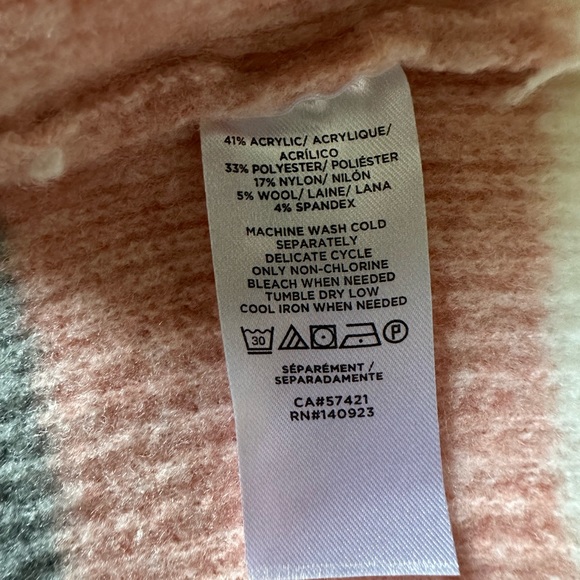 41% ACRYLIC/ ACRYLIQUE/
ACRÍLICO
33% POLYESTER/ POLIÉSTER
17% NYLON/ NILÓN
5% WOOL/ LAINE/ LANA
4% SPANDEX
MACHINE WASH COLD
SEPARATELY
DELICATE CYCLE
ONLY NON-CHLORINE
BLEACH WHEN NEEDED
TUMBLE DRY LOW
COOL IRON WHEN NEEDED
30 P
SÉPARÉMENT /
SEPARADAMENTE
CA#57421
RN#140923